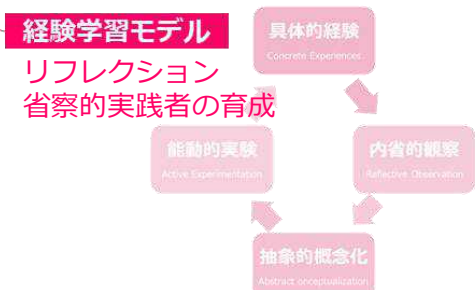 経験学習モデル
リフレクション
省察的実践者の育成
具体的経験
Concrete Experiences.
能動的実験
Active Experimentation
内省的観察
Reflective Observation
抽象的概念化
Abstract onceptualization